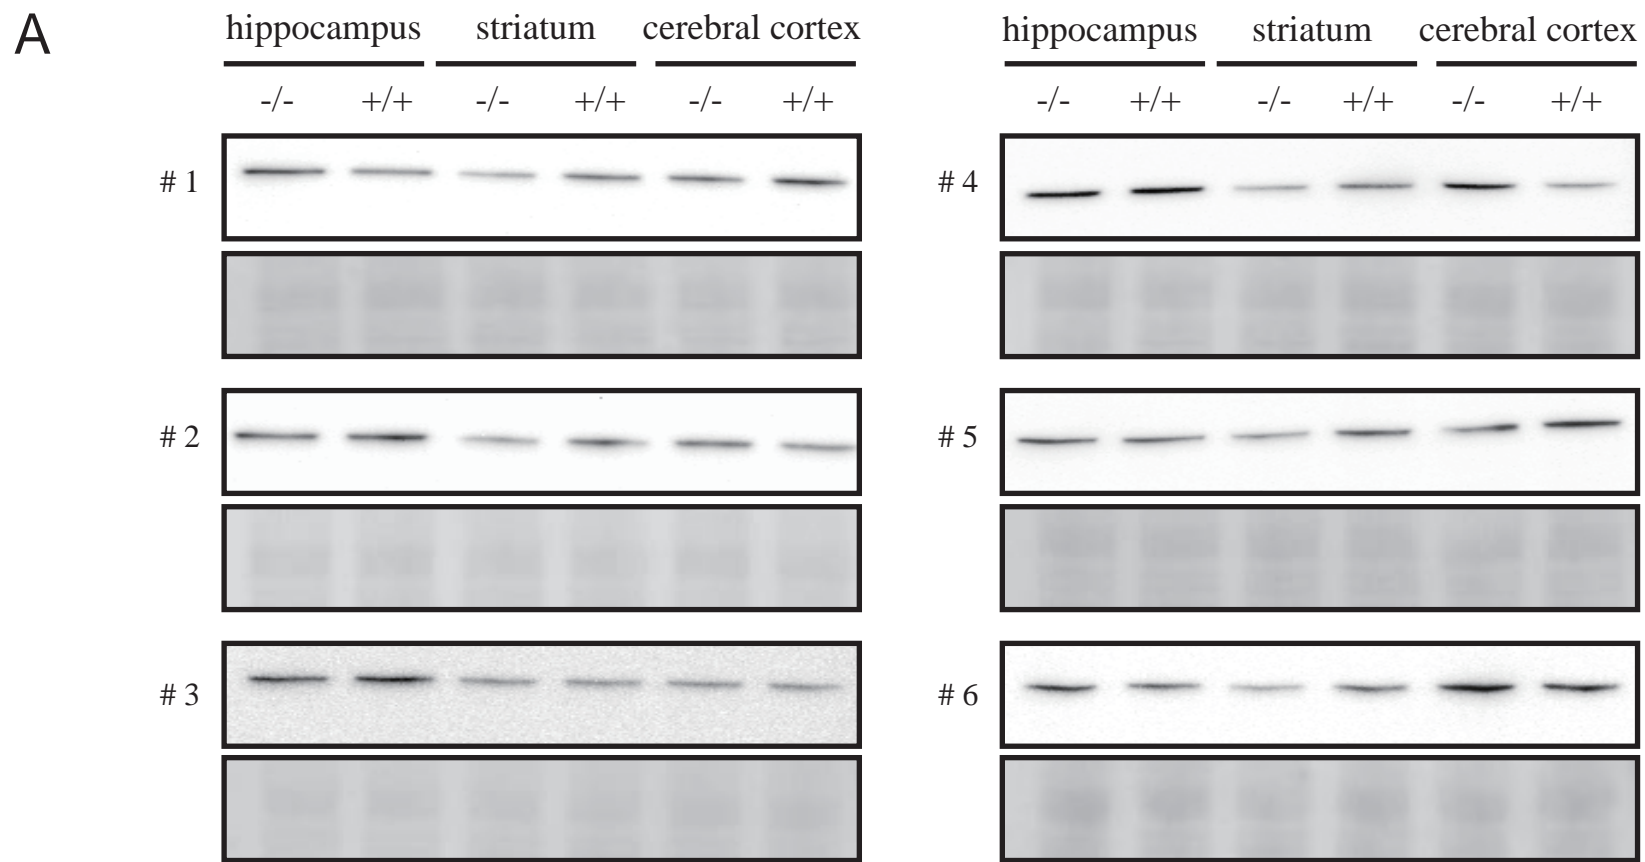 A
hippocampus striatum cerebral cortex hippocampus striatum cerebral cortex
-/- +/+ -/- +/+ -/- +/+ -/- +/+ -/- +/+ -/- +/+
# 1 # 4
# 2 # 5
# 3 # 6